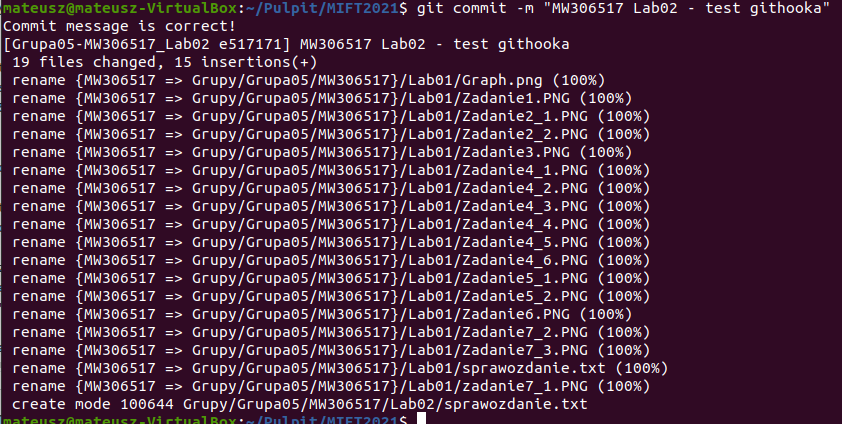 mateusz@mateusz-VirtualBox:~/Pulpit/MIFT2021$ git commit -m "MW306517 Lab02 - test githooka"
Commit message is correct!
[Grupa05-MW306517_Lab02 e517171] MW306517 Lab02 - test githooka
 19 files changed, 15 insertions(+)
 rename {MW306517 => Grupy/Grupa05/MW306517}/Lab01/Graph.png (100%)
 rename {MW306517 => Grupy/Grupa05/MW306517}/Lab01/Zadanie1.PNG (100%)
 rename {MW306517 => Grupy/Grupa05/MW306517}/Lab01/Zadanie2_1.PNG (100%)
 rename {MW306517 => Grupy/Grupa05/MW306517}/Lab01/Zadanie2_2.PNG (100%)
 rename {MW306517 => Grupy/Grupa05/MW306517}/Lab01/Zadanie3.PNG (100%)
 rename {MW306517 => Grupy/Grupa05/MW306517}/Lab01/Zadanie4_1.PNG (100%)
 rename {MW306517 => Grupy/Grupa05/MW306517}/Lab01/Zadanie4_2.PNG (100%)
 rename {MW306517 => Grupy/Grupa05/MW306517}/Lab01/Zadanie4_3.PNG (100%)
 rename {MW306517 => Grupy/Grupa05/MW306517}/Lab01/Zadanie4_4.PNG (100%)
 rename {MW306517 => Grupy/Grupa05/MW306517}/Lab01/Zadanie4_5.PNG (100%)
 rename {MW306517 => Grupy/Grupa05/MW306517}/Lab01/Zadanie4_6.PNG (100%)
 rename {MW306517 => Grupy/Grupa05/MW306517}/Lab01/Zadanie5_1.PNG (100%)
 rename {MW306517 => Grupy/Grupa05/MW306517}/Lab01/Zadanie5_2.PNG (100%)
 rename {MW306517 => Grupy/Grupa05/MW306517}/Lab01/Zadanie6.PNG (100%)
 rename {MW306517 => Grupy/Grupa05/MW306517}/Lab01/Zadanie7_2.PNG (100%)
 rename {MW306517 => Grupy/Grupa05/MW306517}/Lab01/Zadanie7_3.PNG (100%)
 rename {MW306517 => Grupy/Grupa05/MW306517}/Lab01/sprawozdanie.txt (100%)
 rename {MW306517 => Grupy/Grupa05/MW306517}/Lab01/zadanie7_1.PNG (100%)
 create mode 100644 Grupy/Grupa05/MW306517/Lab02/sprawozdanie.txt
mateusz@mateusz-VirtualBox:~/Pulpit/MIFT2021$